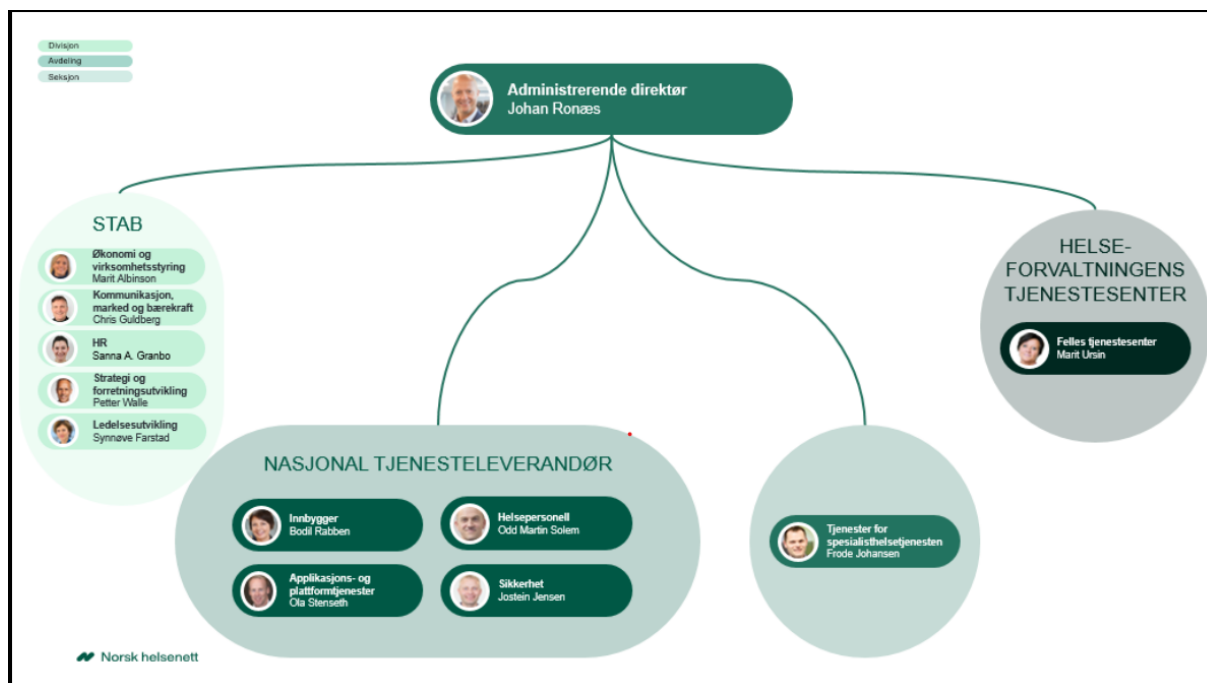 Divisjon
Avdeling
Seksjon
Administrerende direktør
Johan Ronæs
STAB
Økonomi og
virksomhetsstyring
Marit Albinson
Kommunikasjon,
marked og bærekraft
Chris Guldberg
HR
Sanna A. Granbo
Strategi og
forretningsutvikling
Petter Walle
Ledelsesutvikling
Synnøve Farstad
NASJONAL TJENESTELEVERANDØR
Innbygger
Bodil Rabben
Helsepersonell
Odd Martin Solem
Applikasjons- og
plattformtjenester
Ola Stenseth
Sikkerhet
Jostein Jensen
Tjenester for
spesialisthelsetjenesten
Frode Johansen
HELSE-
FORVALTNINGENS
TJENESTESENTER
Felles tjenestesenter
Marit Ursin
Norsk helsenett